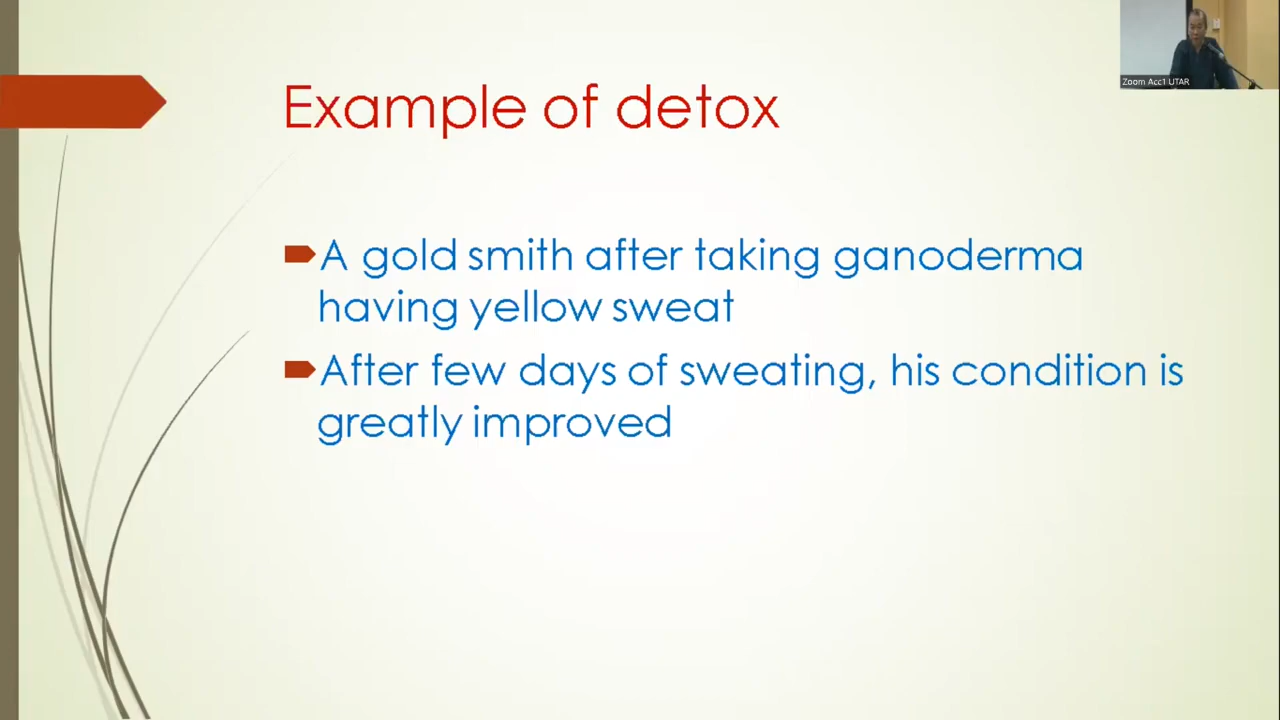 Zoom Acc1 UTAR
Example of detox
A gold smith after taking ganoderma
having yellow sweat
After few days of sweating, his condition is
greatly improved